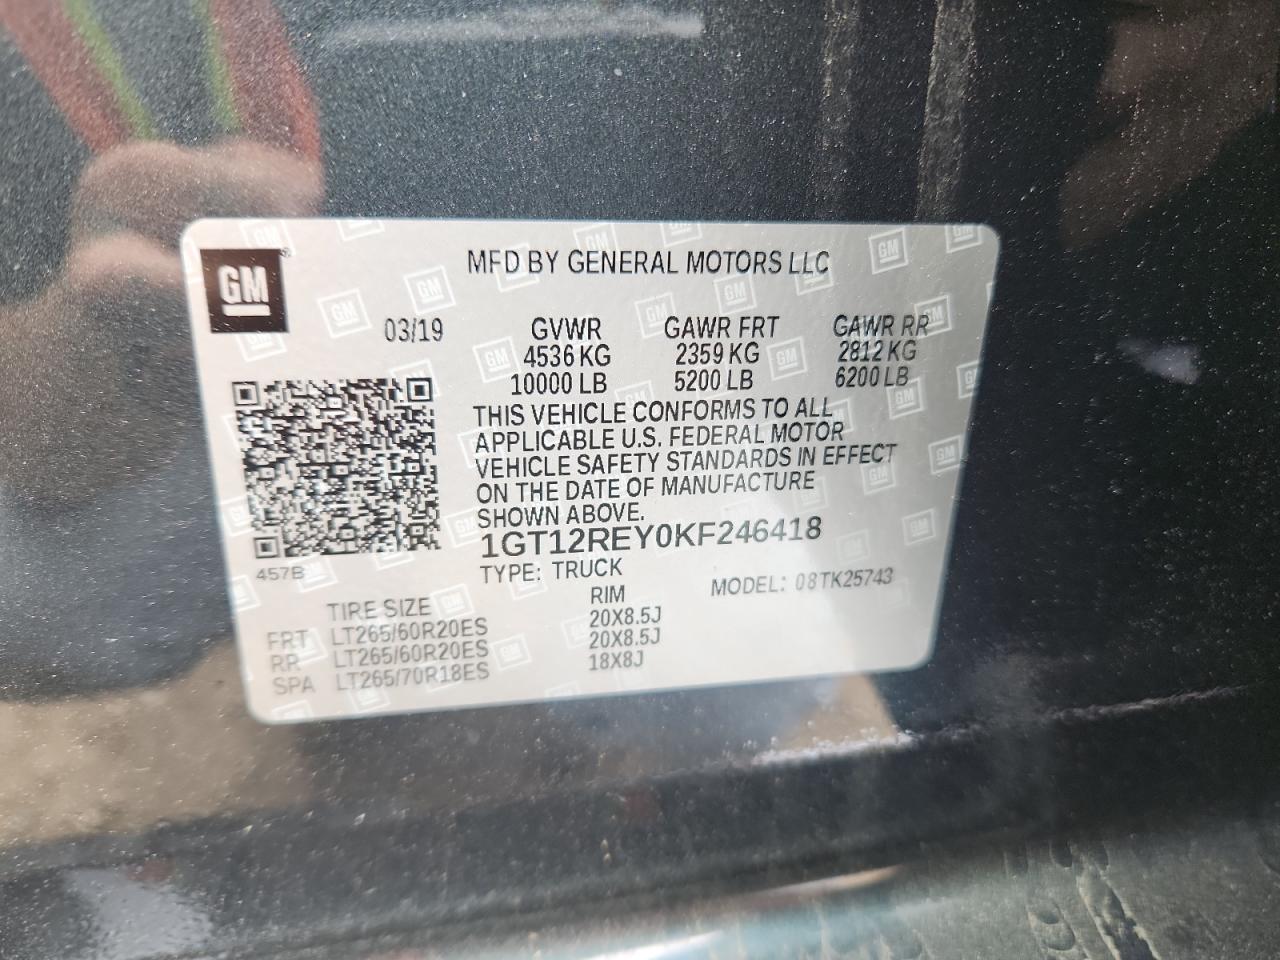 GM
MFD BY GENERAL MOTORS LLC
03/19 GVWR GAWR FRT GAWR RR
4536 KG 2359 KG 2812 KG
10000 LB 5200 LB 6200 LB
THIS VEHICLE CONFORMS TO ALL
APPLICABLE U.S. FEDERAL MOTOR
VEHICLE SAFETY STANDARDS IN EFFECT
ON THE DATE OF MANUFACTURE
SHOWN ABOVE.
1GT12REY0KF246418
457B
TYPE: TRUCK MODEL: 08TK25743
TIRE SIZE RIM
FRT LT265/60R20ES 20X8.5J
RR LT265/60R20ES 20X8.5J
SPA LT265/70R18ES 18X8J